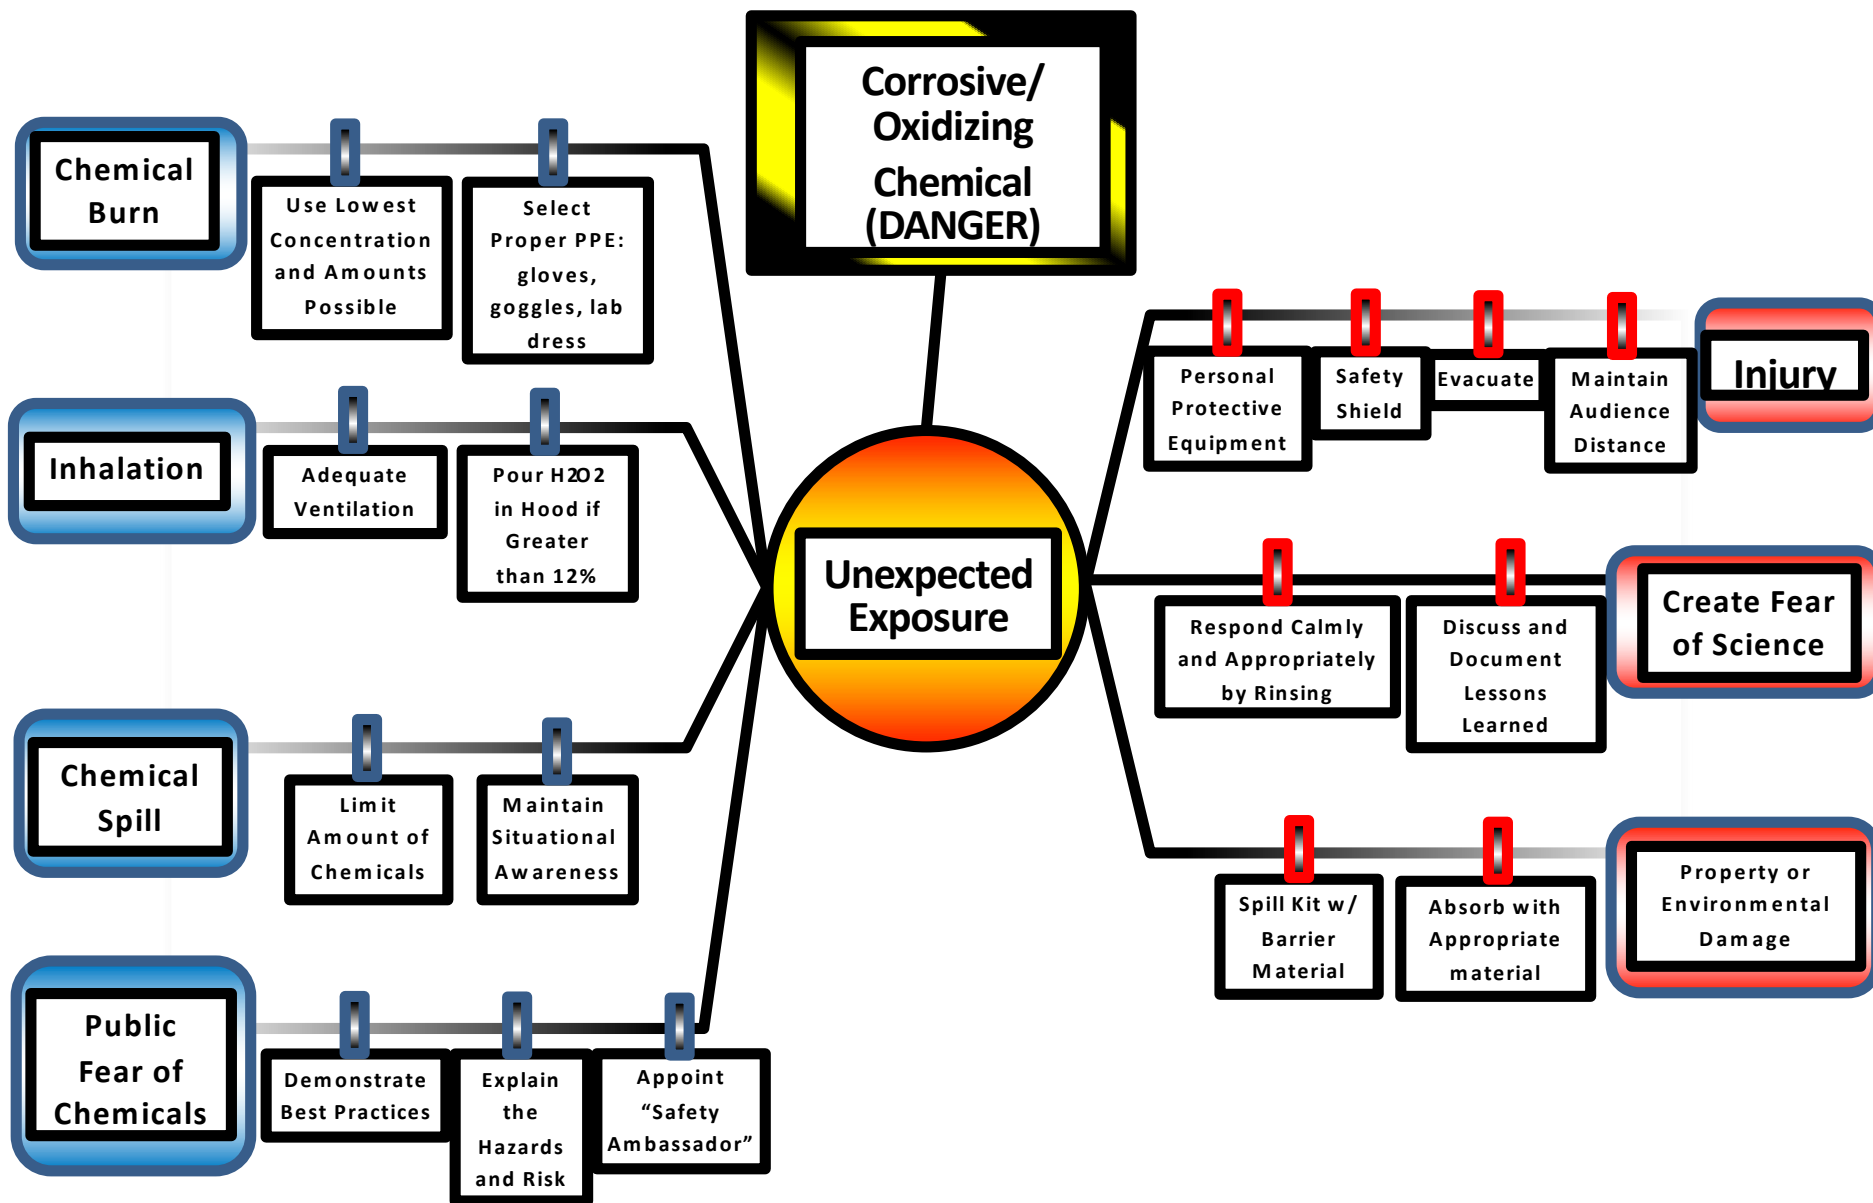 Corrosive/
Oxidizing
Chemical
(DANGER)
Chemical
Burn
Use Lowest
Concentration
and Amounts
Possible
Select
Proper PPE:
gloves,
goggles, lab
dress
Inhalation
Adequate
Ventilation
Pour H2O2
in Hood if
Greater
than 12%
Chemical
Spill
Limit
Amount of
Chemicals
Maintain
Situational
Awareness
Public
Fear of
Chemicals
Demonstrate
Best Practices
Explain
the
Hazards
and Risk
Appoint
“Safety
Ambassador”
Unexpected
Exposure
Personal
Protective
Equipment
Safety
Shield
Evacuate
Maintain
Audience
Distance
Injury
Respond Calmly
and Appropriately
by Rinsing
Discuss and
Document
Lessons
Learned
Create Fear
of Science
Spill Kit w/
Barrier
Material
Absorb with
Appropriate
material
Property or
Environmental
Damage